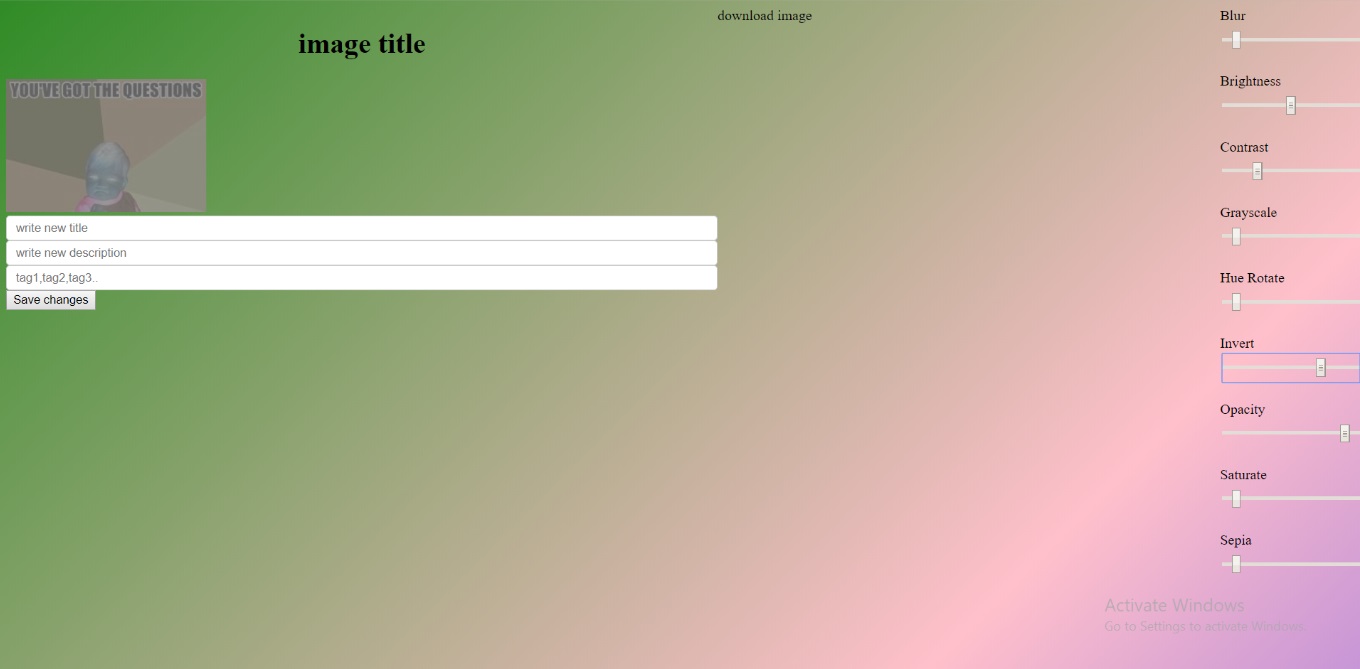 image title
YOU'VE GOT THE QUESTIONS
write new title
write new description
tag1,tag2,tag3..
Save changes
download image
Blur
Brightness
Contrast
Grayscale
Hue Rotate
Invert
Opacity
Saturate
Sepia
Activate Windows
Go to Settings to activate Windows.